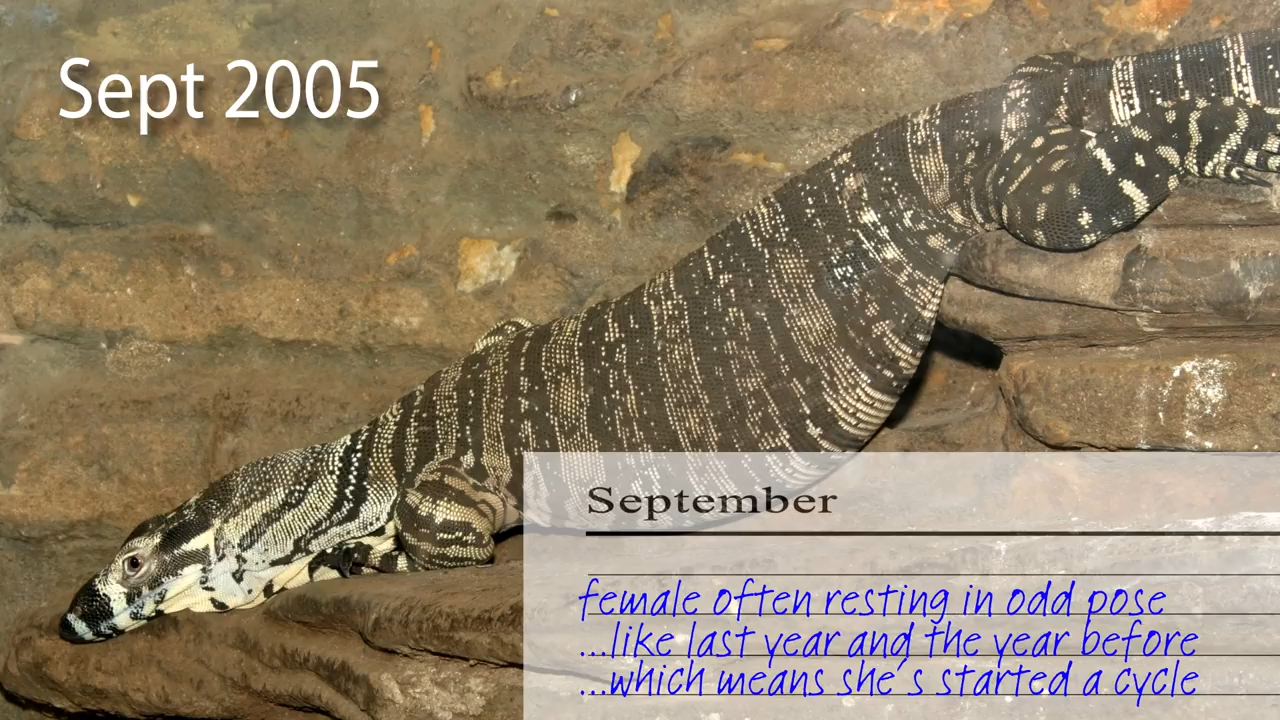 Sept 2005
September
female often resting in odd pose
...like last year and the year before
...which means she's started a cycle